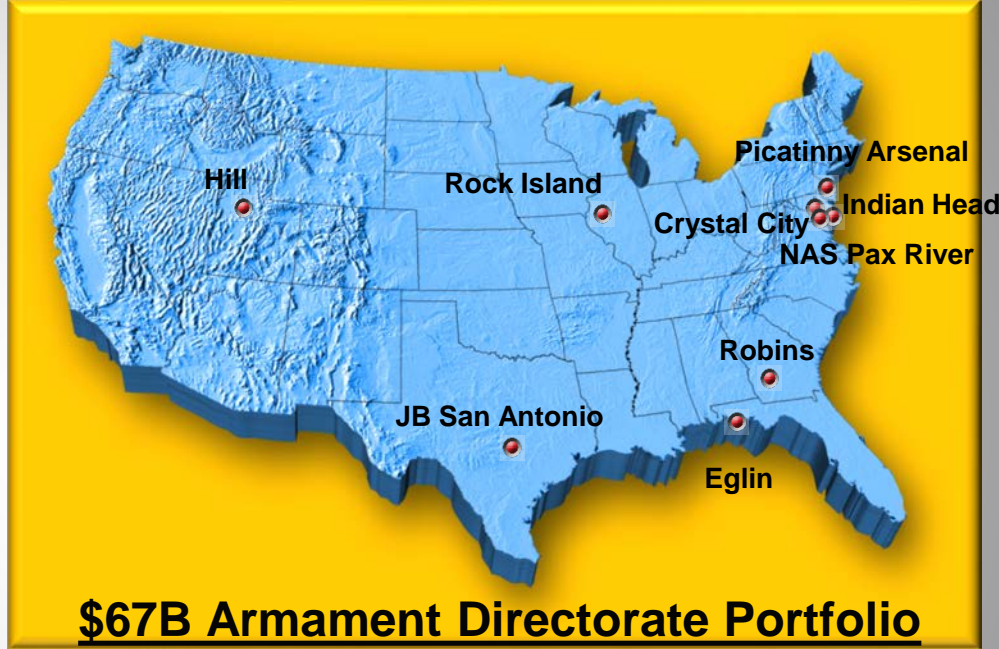 Picatinny Arsenal
Hill
Rock Island
Indian Head
Crystal City
NAS Pax River
Robins
JB San Antonio
Eglin
$67B Armament Directorate Portfolio